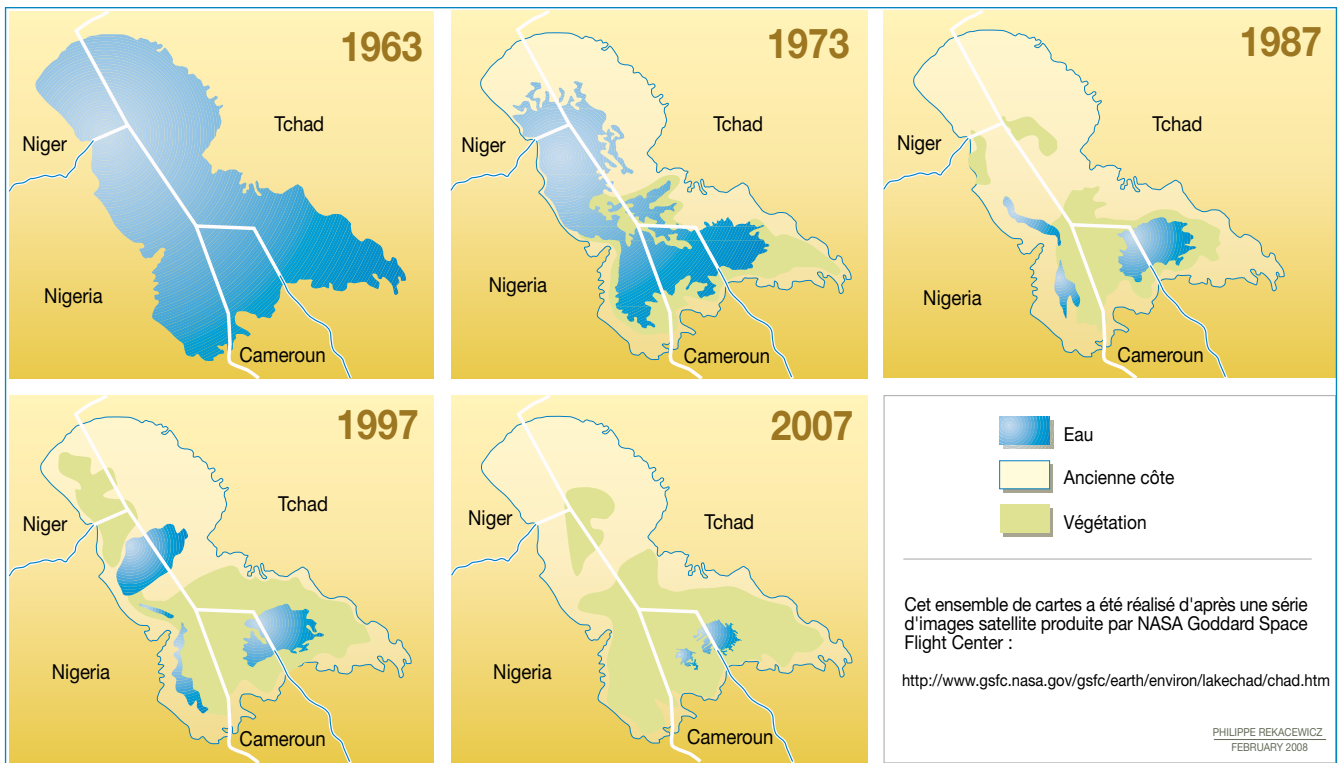 1963
Niger
Tchad
Nigeria
Cameroun
1973
Niger
Tchad
Nigeria
Cameroun
1987
Niger
Tchad
Nigeria
Cameroun
1997
Niger
Tchad
Nigeria
Cameroun
2007
Niger
Tchad
Nigeria
Cameroun
Eau
Ancienne côte
Végétation
Cet ensemble de cartes a été réalisé d'après une série
d'images satellite produite par NASA Goddard Space
Flight Center :
http://www.gsfc.nasa.gov/gsfc/earth/environ/lakechad/chad.htm
PHILIPPE REKACEWICZ
FEBRUARY 2008